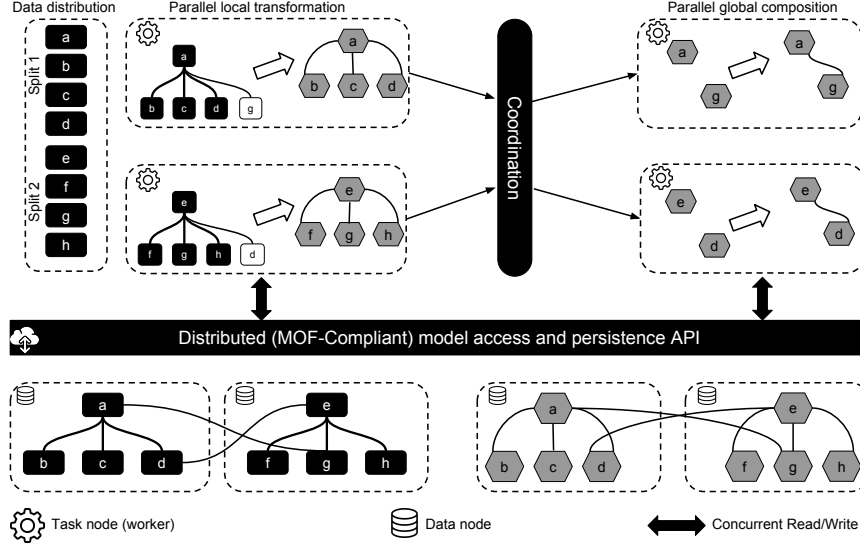 Data distribution
Parallel local transformation
Parallel global composition
Split 1
a
b
c
d
Split 2
e
f
g
h
a
b
c
d
g
a
b
c
d
e
f
g
h
d
e
f
g
h
Coordination
a
g
a
g
e
d
e
d
Distributed (MOF-Compliant) model access and persistence API
a
b
c
d
e
f
g
h
a
b
c
d
e
f
g
h
Task node (worker)
Data node
Concurrent Read/Write